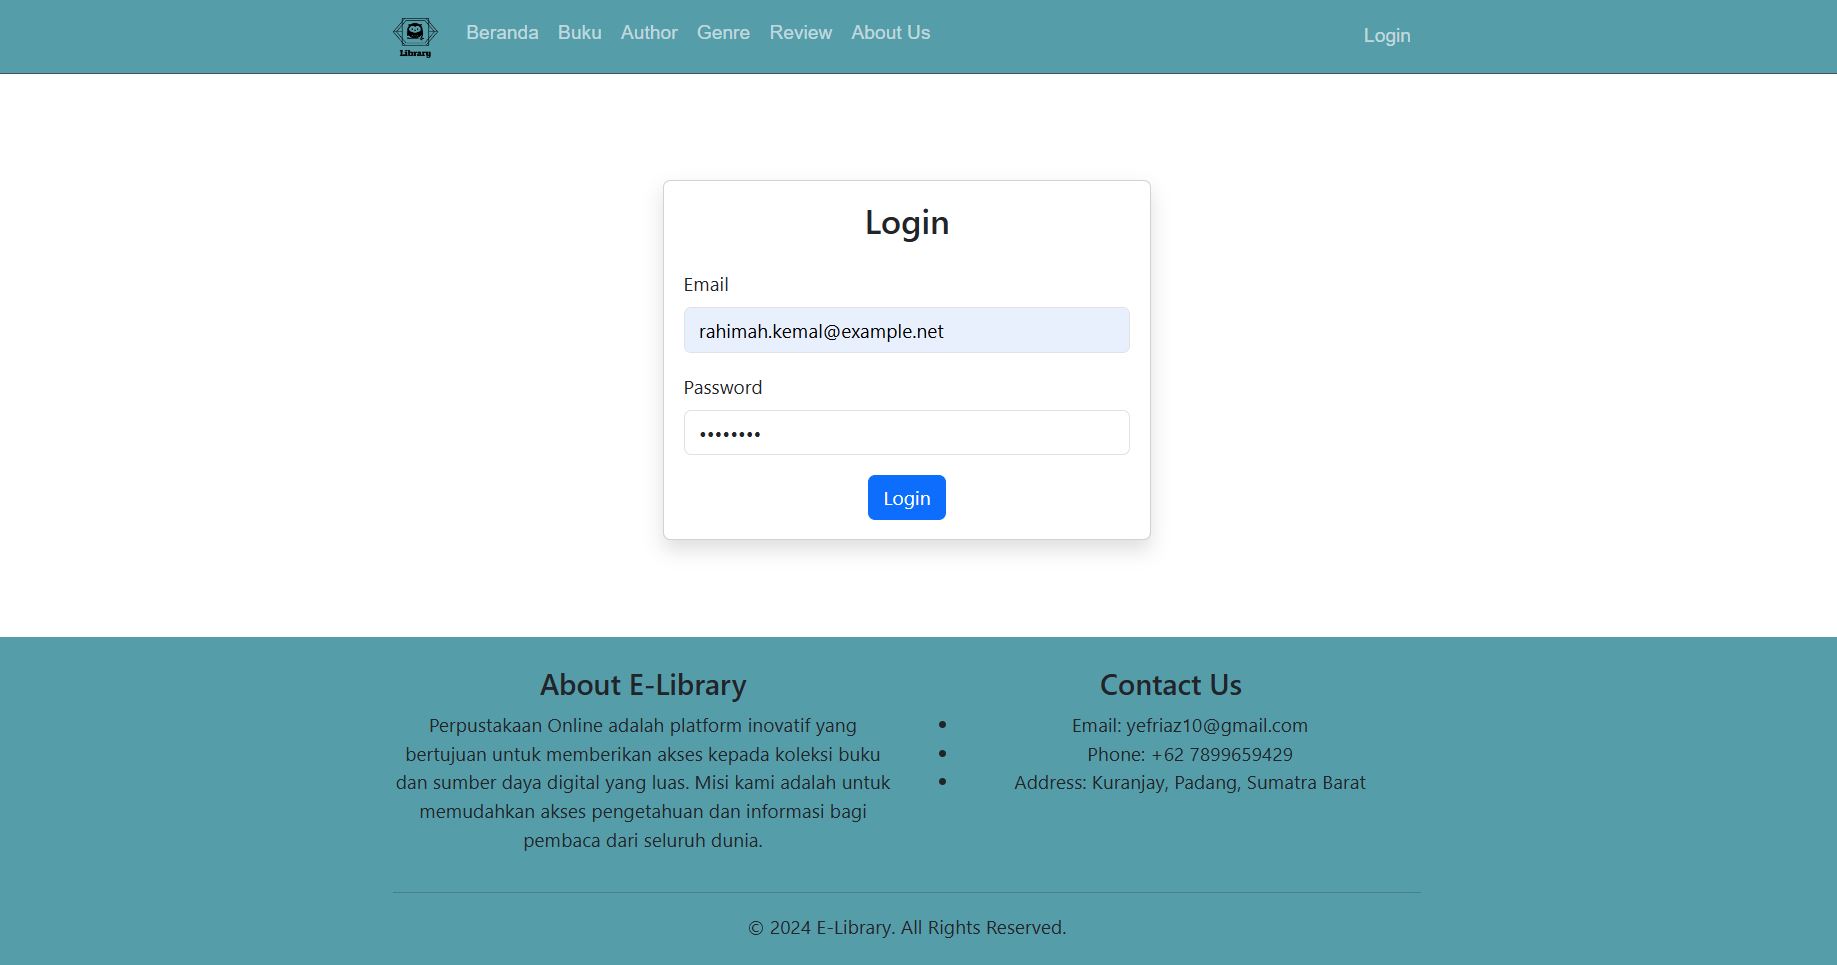 Library
Beranda Buku Author Genre Review About Us
Login
Login
Email
rahimah.kemal@example.net
Password
••••••••
Login
About E-Library
Perpustakaan Online adalah platform inovatif yang
bertujuan untuk memberikan akses kepada koleksi buku
dan sumber daya digital yang luas. Misi kami adalah untuk
memudahkan akses pengetahuan dan informasi bagi
pembaca dari seluruh dunia.
Contact Us
• Email: yefriaz10@gmail.com
• Phone: +62 7899659429
• Address: Kuranjay, Padang, Sumatra Barat
© 2024 E-Library. All Rights Reserved.